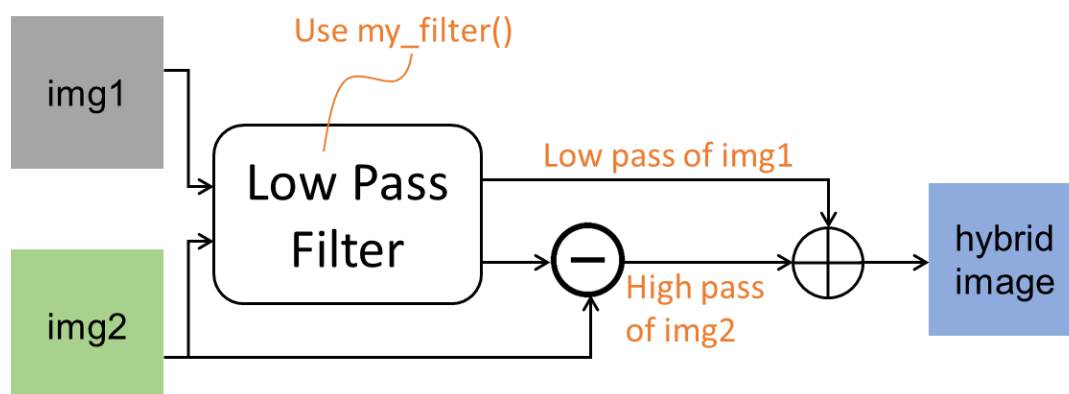 Use my_filter()
img1
Low Pass
Filter
Low pass of img1
img2
−
High pass
of img2
hybrid
image